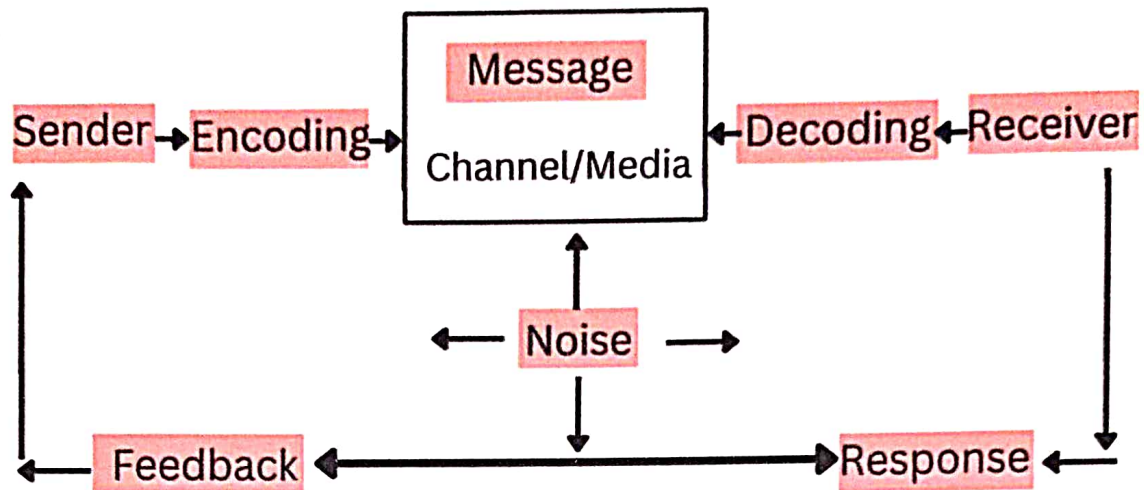 Message
Sender Encoding Decoding Receiver
Channel/Media
Noise
Feedback Response